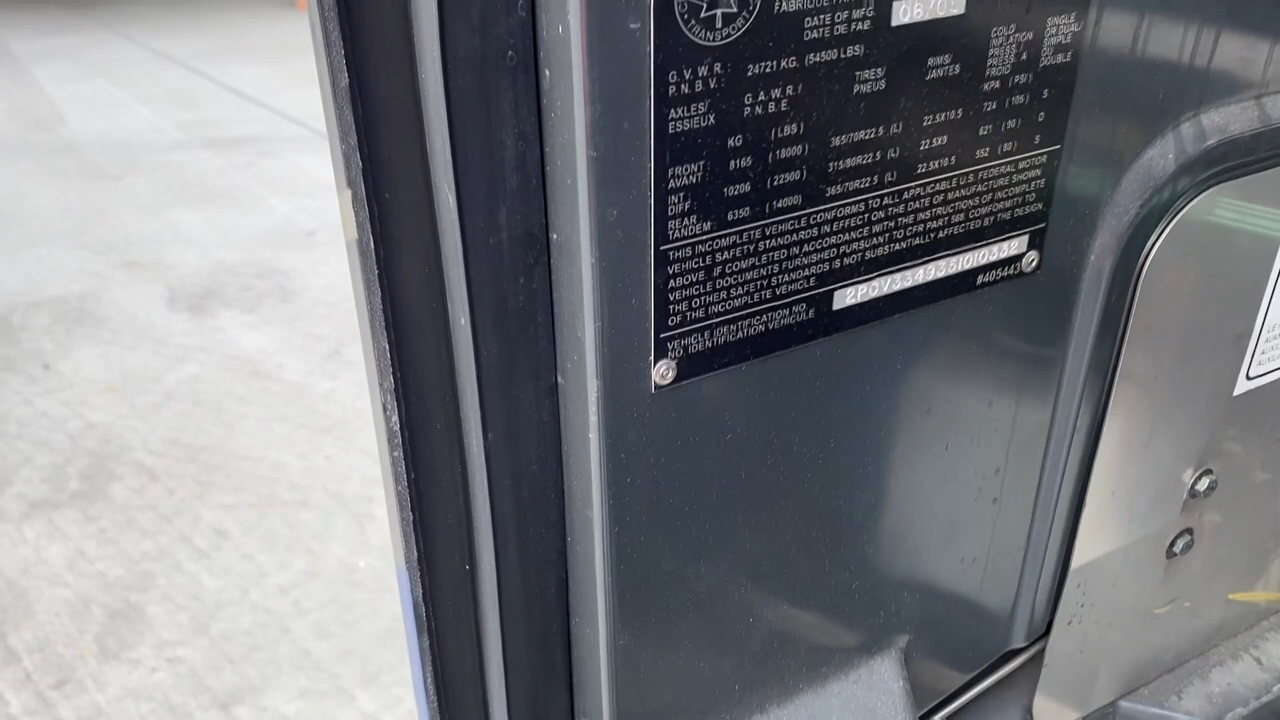 TRANSPORT
FABRIQUE PAR
DATE OF MFG.
DATE DE FAB.
06/0
G. V. W. R. : 24721 KG. (54500 LBS)
P. N. B. V. :
AXLES/ G. A. W. R. / TIRES/ RIMS/ COLD SINGLE
ESSIEUX P. N. B. E. PNEUS JANTES INFLATION OR DUAL/
PRESS. SIMPLE
PRESS. A OU
FROID DOUBLE
KG (LBS) KPA (PSI)
FRONT : 8165 (18000) 365/70R22.5 (L) 22.5X10.5 724 (105) S
AVANT :
INT : 10206 (22500) 315/80R22.5 (L) 22.5X9 621 (90) D
DIFF :
REAR : 6350 (14000) 365/70R22.5 (L) 22.5X10.5 552 (80) S
TANDEM :
THIS INCOMPLETE VEHICLE CONFORMS TO ALL APPLICABLE U.S. FEDERAL MOTOR
VEHICLE SAFETY STANDARDS IN EFFECT ON THE DATE OF MANUFACTURE SHOWN
ABOVE. IF COMPLETED IN ACCORDANCE WITH THE INSTRUCTIONS OF INCOMPLETE
VEHICLE DOCUMENTS FURNISHED PURSUANT TO CFR PART 568. CONFORMITY TO
THE OTHER SAFETY STANDARDS IS NOT SUBSTANTIALLY AFFECTED BY THE DESIGN
OF THE INCOMPLETE VEHICLE.
VEHICLE IDENTIFICATION NO. 2PCV3349351010332
NO. IDENTIFICATION VEHICULE
#405443